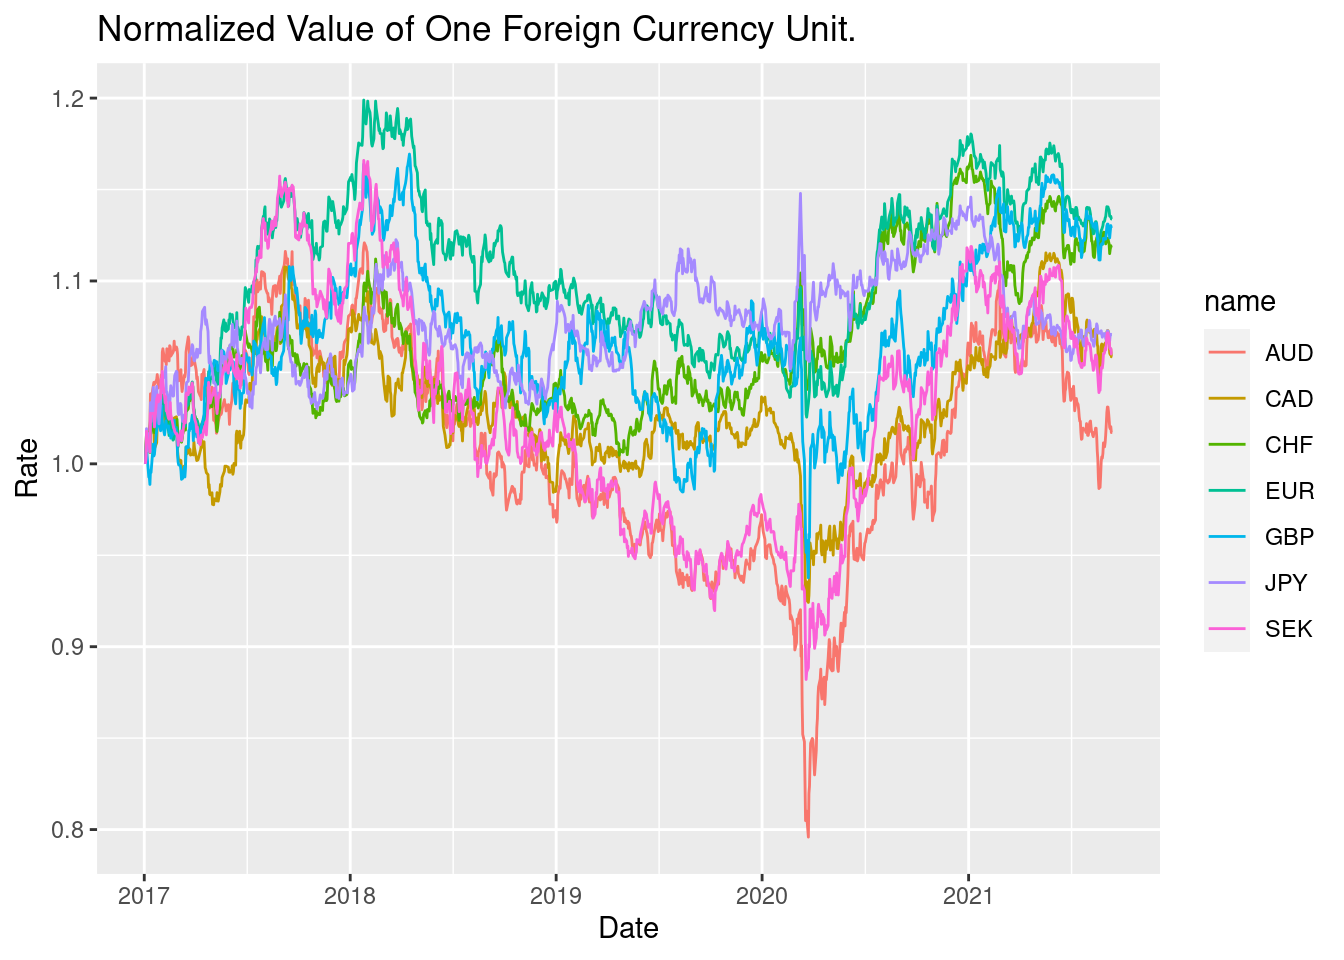 Normalized Value of One Foreign Currency Unit.
1.2
1.1
1.0
0.9
0.8
Rate
2017
2018
2019
2020
2021
Date
name
AUD
CAD
CHF
EUR
GBP
JPY
SEK